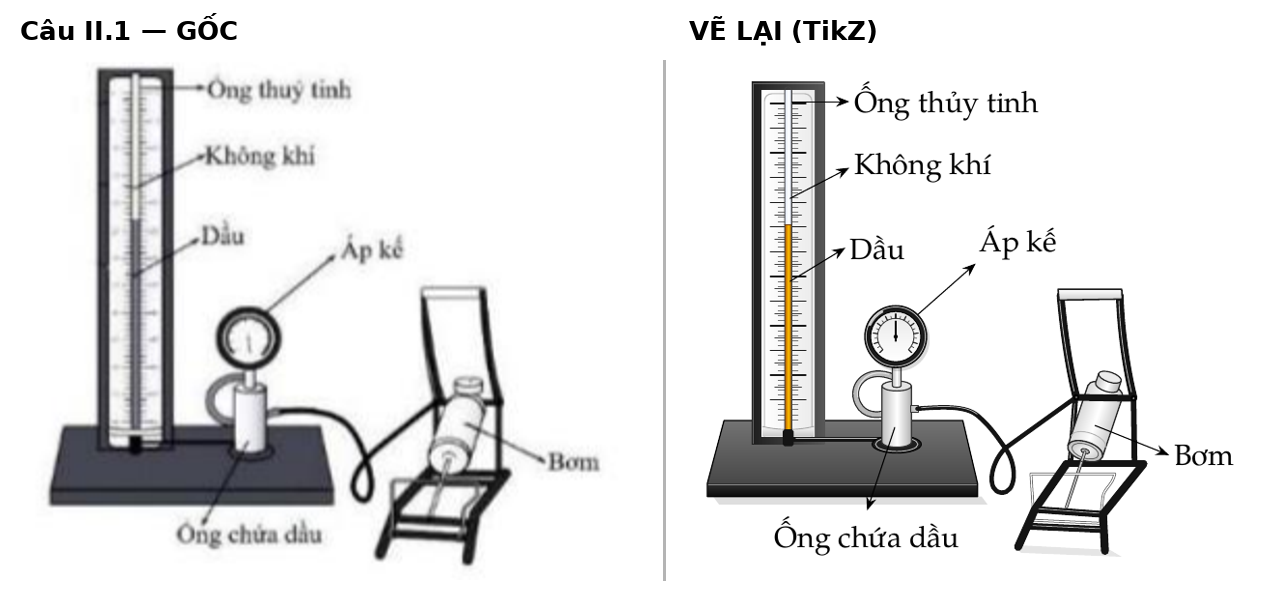 Câu II.1 — GỐC
Ống thuỷ tinh
Không khí
Dầu
Áp kế
Bơm
Ống chứa dầu
VẼ LẠI (TikZ)
Ống thủy tinh
Không khí
Dầu
Áp kế
Bơm
Ống chứa dầu